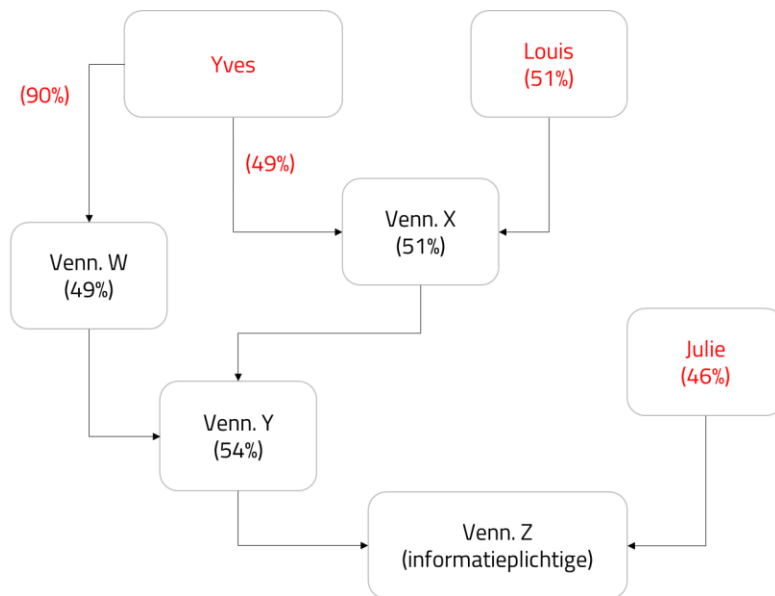 Yves
Louis
(51%)
(90%)
(49%)
Venn. X
(51%)
Venn. W
(49%)
Julie
(46%)
Venn. Y
(54%)
Venn. Z
(informatieplichtige)